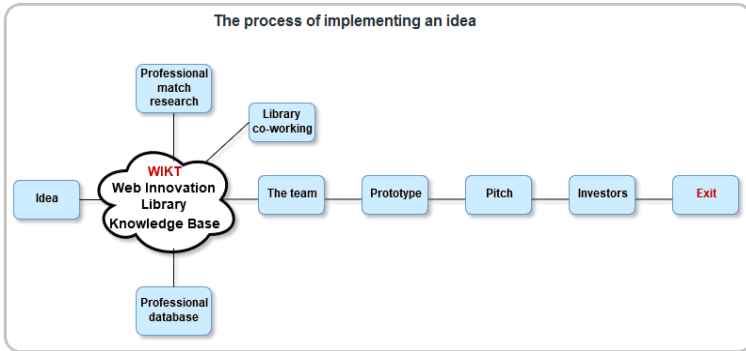 The process of implementing an idea
Professional
match
research
Library
co-working
WIKT
Web Innovation
Library
Knowledge Base
Idea
The team
Prototype
Pitch
Investors
Exit
Professional
database